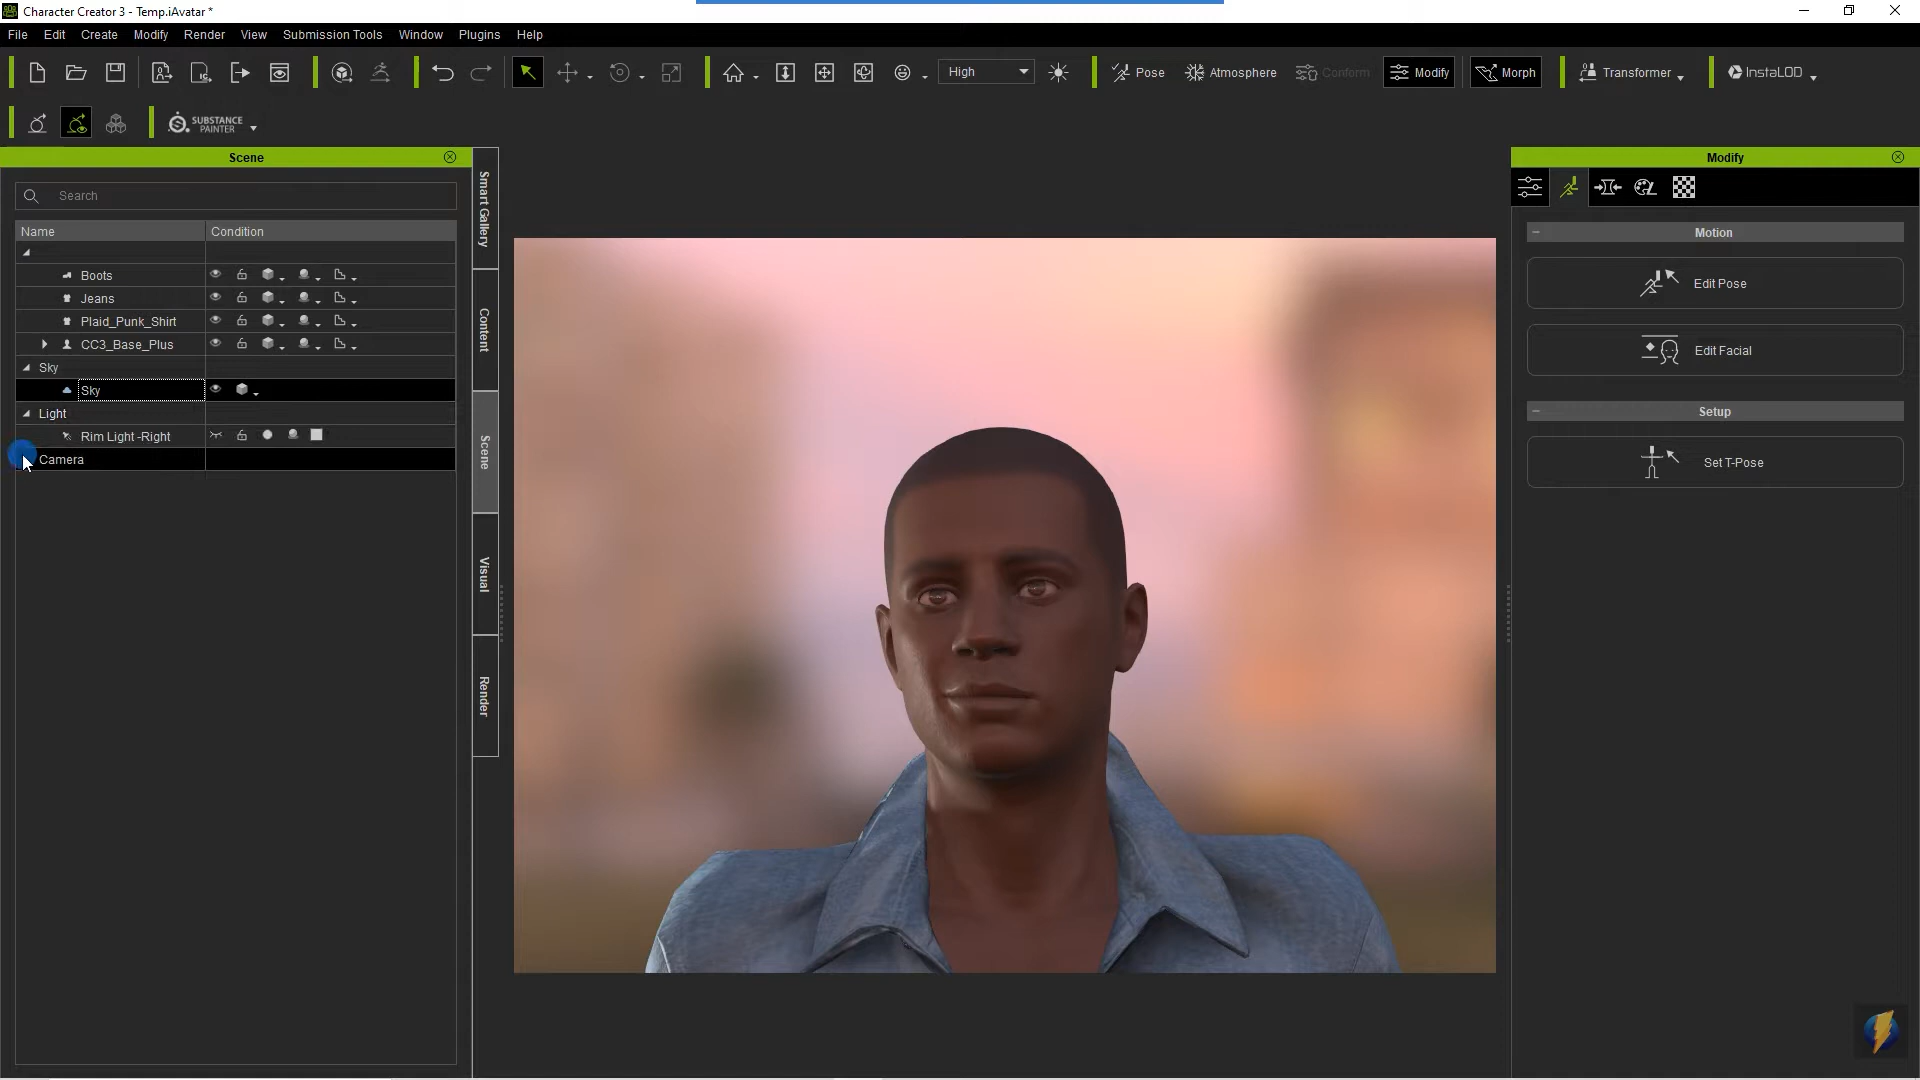 Character Creator 3 - Temp.iAvatar *
File Edit Create Modify Render View Submission Tools Window Plugins Help
High Pose Atmosphere Conform Modify Morph Transformer InstaLOD
SUBSTANCE
PAINTER
Scene
Search
Name Condition
Boots
Jeans
Plaid_Punk_Shirt
CC3_Base_Plus
Sky
Sky
Light
Rim Light -Right
Camera
Smart Gallery
Content
Scene
Visual
Render
Modify
Motion
Edit Pose
Edit Facial
Setup
Set T-Pose